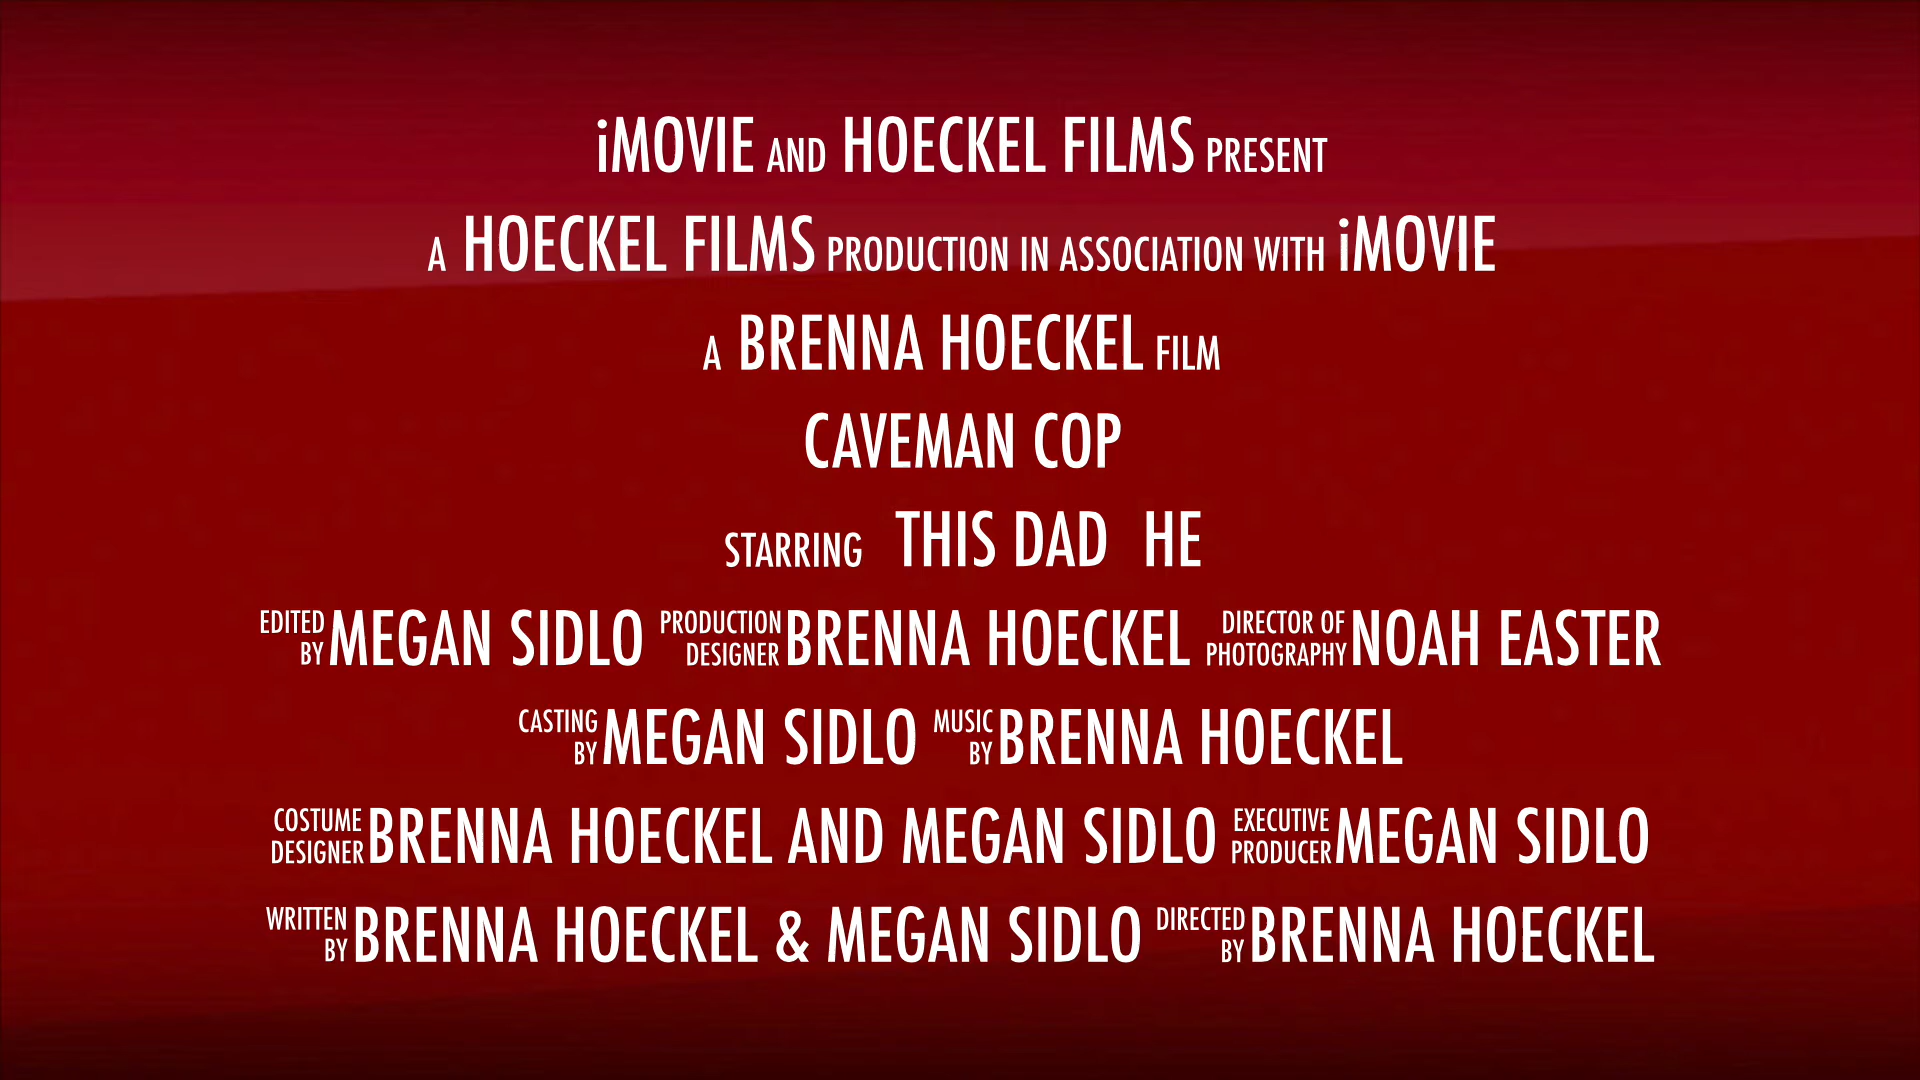 iMOVIE AND HOECKEL FILMS PRESENT
A HOECKEL FILMS PRODUCTION IN ASSOCIATION WITH iMOVIE
A BRENNA HOECKEL FILM
CAVEMAN COP
STARRING THIS DAD HE
EDITED BY MEGAN SIDLO PRODUCTION DESIGNER BRENNA HOECKEL DIRECTOR OF PHOTOGRAPHY NOAH EASTER
CASTING BY MEGAN SIDLO MUSIC BY BRENNA HOECKEL
COSTUME DESIGNER BRENNA HOECKEL AND MEGAN SIDLO EXECUTIVE PRODUCER MEGAN SIDLO
WRITTEN BY BRENNA HOECKEL & MEGAN SIDLO DIRECTED BY BRENNA HOECKEL